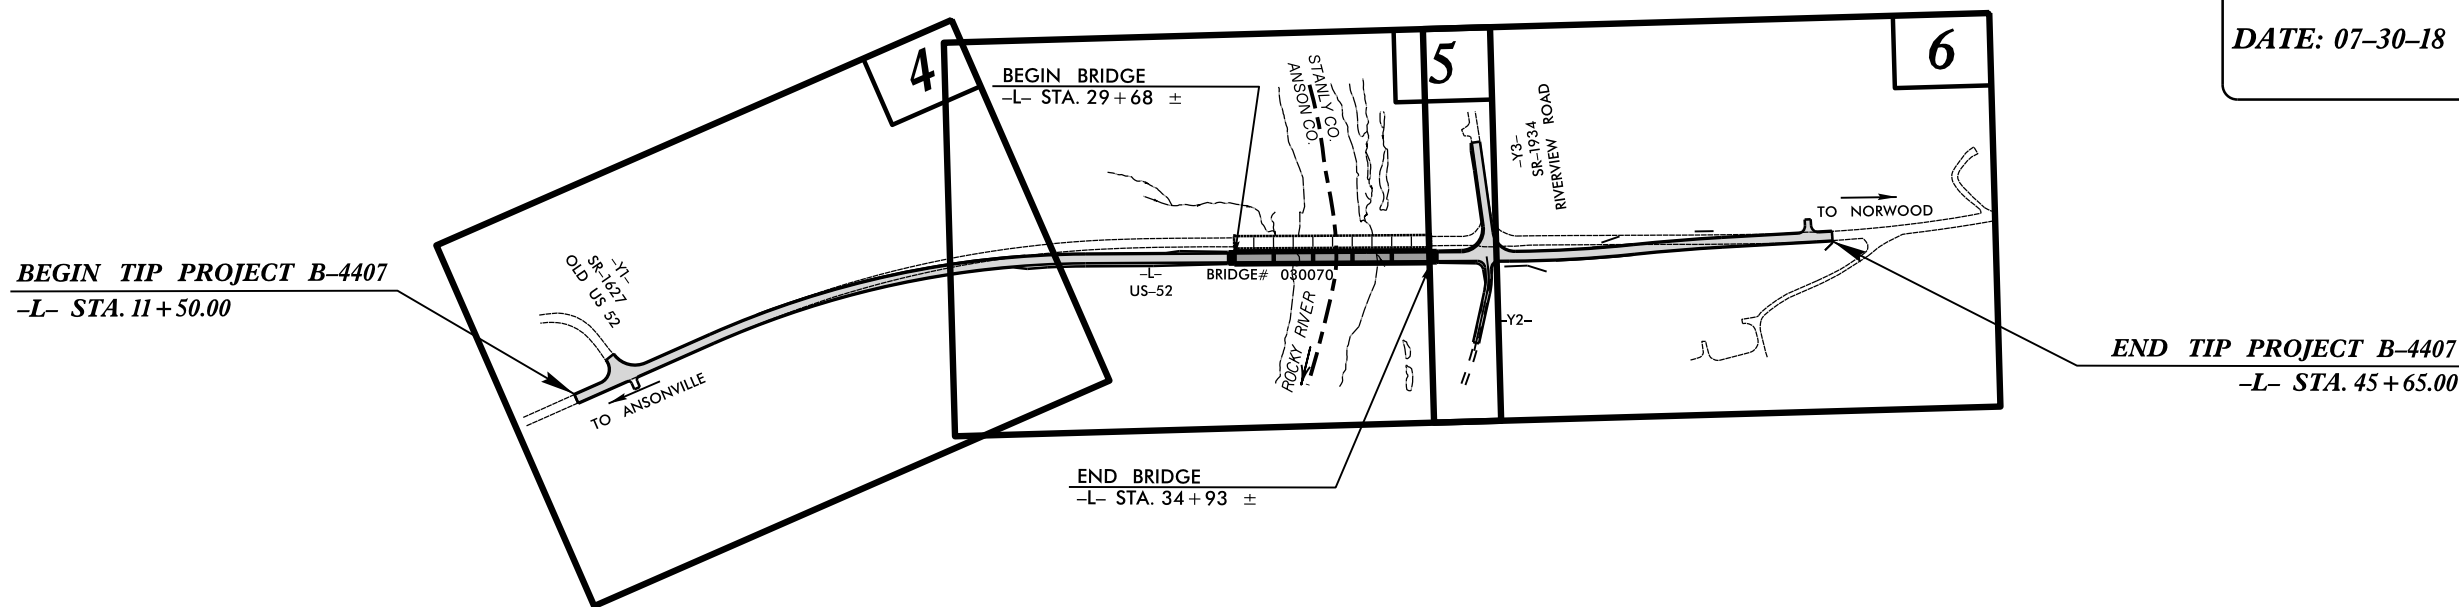 DATE: 07–30–18
4
5
6
BEGIN BRIDGE
–L– STA. 29+68 ±
STANLY CO.
ANSON CO.
–Y3–
SR–1934
RIVERVIEW ROAD
TO NORWOOD
BEGIN TIP PROJECT B–4407
–L– STA. 11+50.00
–Y1–
SR–1627
OLD US 52
TO ANSONVILLE
–L–
US–52
BRIDGE# 030070
ROCKY RIVER
–Y2–
END TIP PROJECT B–4407
–L– STA. 45+65.00
END BRIDGE
–L– STA. 34+93 ±